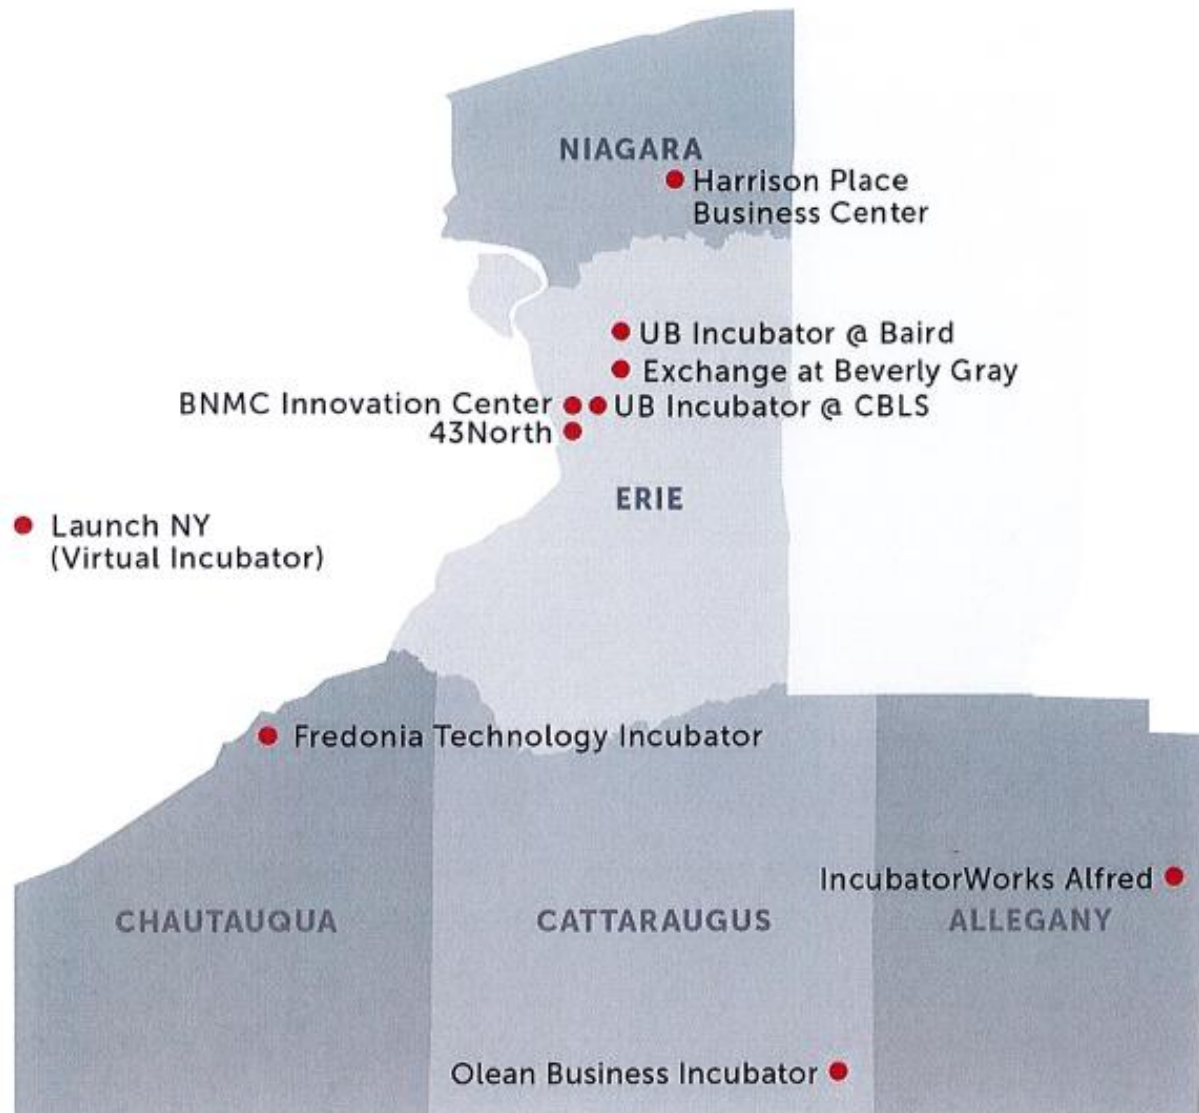 NIAGARA
Harrison Place
Business Center
UB Incubator @ Baird
Exchange at Beverly Gray
BNMC Innovation Center
UB Incubator @ CBLS
43North
ERIE
Launch NY
(Virtual Incubator)
Fredonia Technology Incubator
IncubatorWorks Alfred
CHAUTAUQUA
CATTARAUGUS
ALLEGANY
Olean Business Incubator